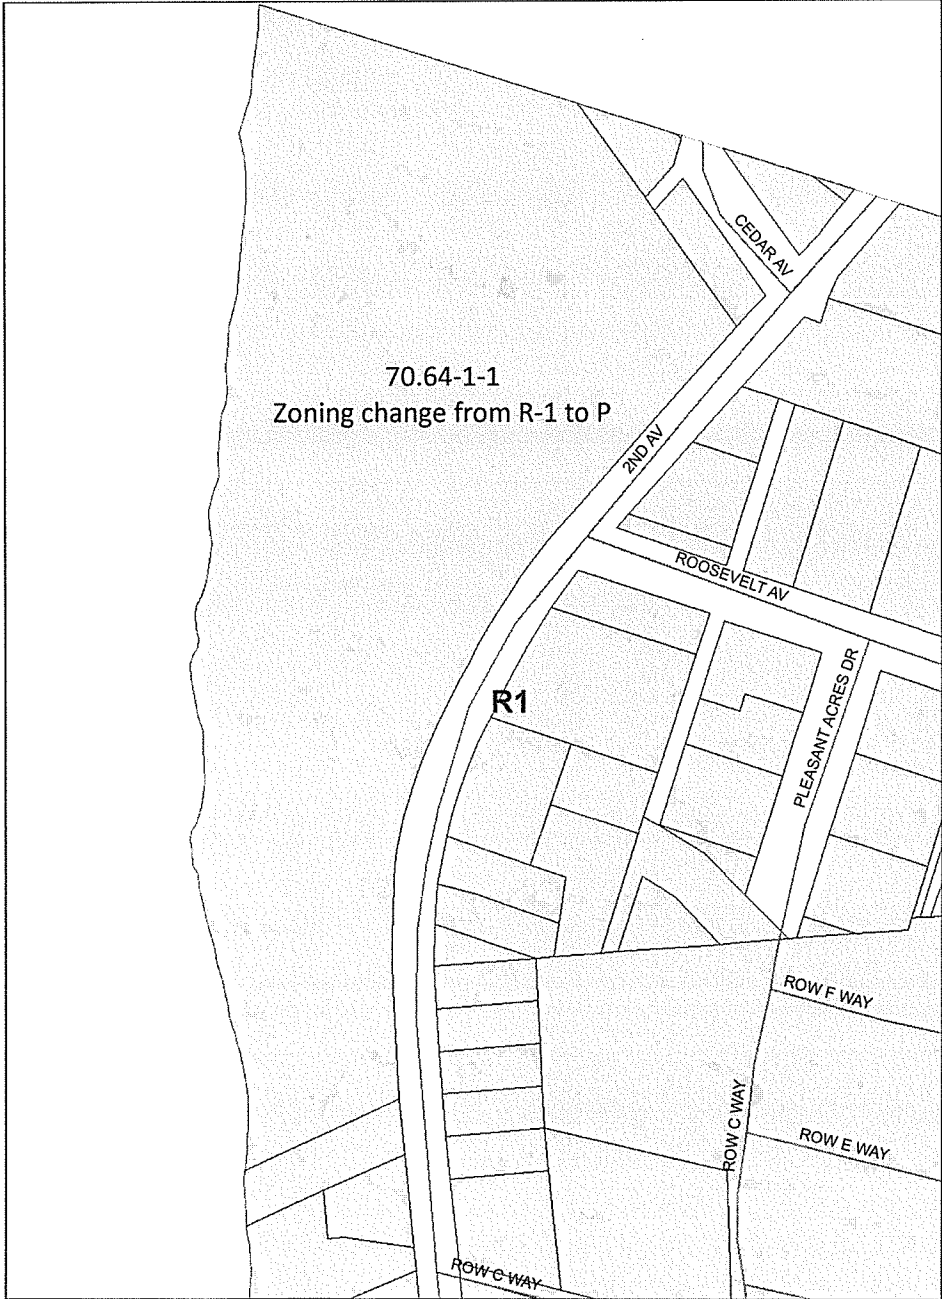 CEDAR AV
70.64-1-1
Zoning change from R-1 to P
2ND AV
ROOSEVELT AV
PLEASANT ACRES DR
R1
ROW F WAY
ROW C WAY
ROW E WAY
ROW C WAY